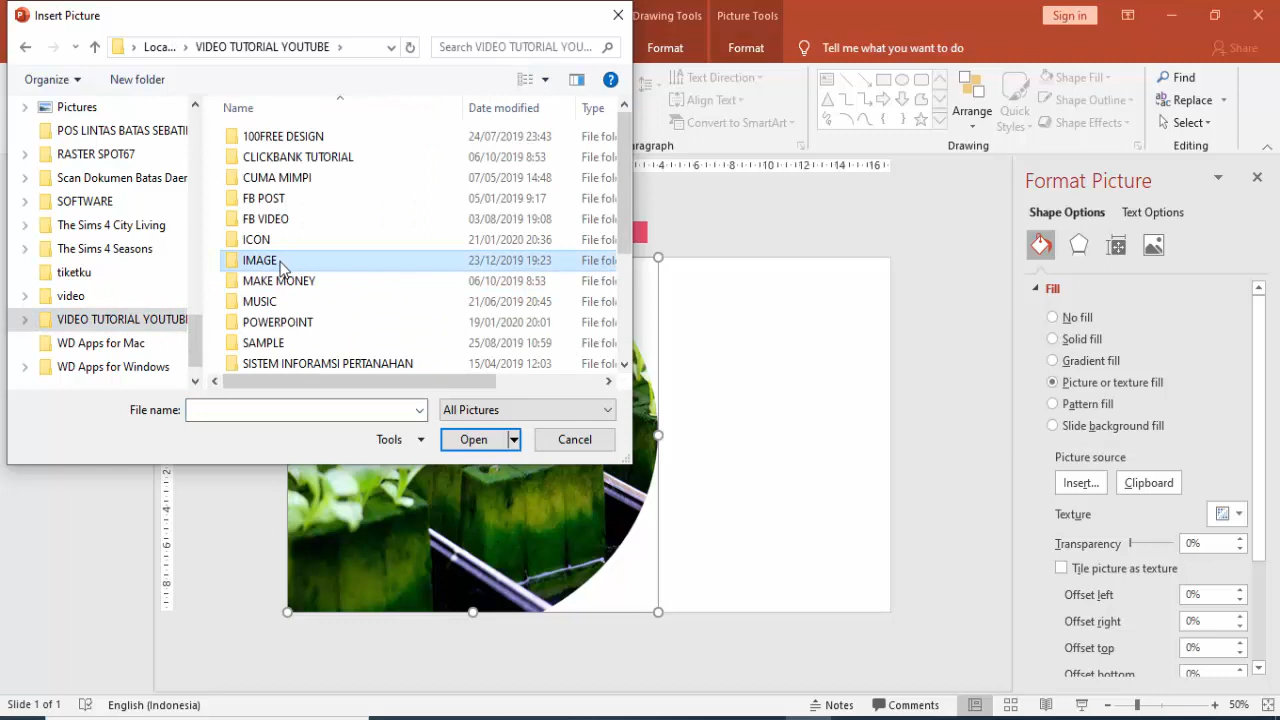 Insert Picture
Drawing Tools
Picture Tools
Sign in
Loca...
VIDEO TUTORIAL YOUTUBE
Search VIDEO TUTORIAL YOU...
Format
Format
Tell me what you want to do
Share
Organize
New folder
Text Direction
Align Text
Convert to SmartArt
Arrange
Quick
Styles
Shape Fill
Shape Outline
Shape Effects
Find
Replace
Select
Drawing
Editing
Name
Date modified
Type
Pictures
POS LINTAS BATAS SEBATI
RASTER SPOT67
Scan Dokumen Batas Daer
SOFTWARE
The Sims 4 City Living
The Sims 4 Seasons
tiketku
video
VIDEO TUTORIAL YOUTUBE
WD Apps for Mac
WD Apps for Windows
100FREE DESIGN 24/07/2019 23:43 File fol
CLICKBANK TUTORIAL 06/10/2019 8:53 File fol
CUMA MIMPI 07/05/2019 14:48 File fol
FB POST 05/01/2019 9:17 File fol
FB VIDEO 03/08/2019 19:08 File fol
ICON 21/01/2020 20:36 File fol
IMAGE 23/12/2019 19:23 File fol
MAKE MONEY 06/10/2019 8:53 File fol
MUSIC 21/06/2019 20:45 File fol
POWERPOINT 19/01/2020 20:01 File fol
SAMPLE 25/08/2019 10:59 File fol
SISTEM INFORAMSI PERTANAHAN 15/04/2019 12:03 File fol
File name:
All Pictures
Tools
Open
Cancel
4 6 8 10 12 14 16
Format Picture
Shape Options
Text Options
Fill
No fill
Solid fill
Gradient fill
Picture or texture fill
Pattern fill
Slide background fill
Picture source
Insert...
Clipboard
Texture
Transparency 0%
Tile picture as texture
Offset left 0%
Offset right 0%
Offset top 0%
Offset bottom 0%
Slide 1 of 1
English (Indonesia)
Notes
Comments
50%